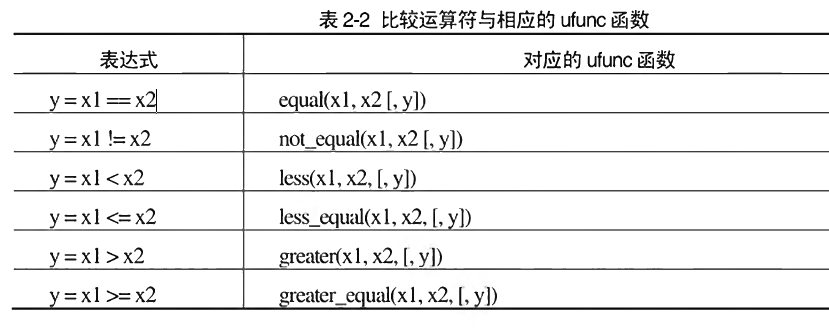 表 2-2 比较运算符与相应的 ufunc 函数
表达式 对应的 ufunc 函数
y = x1 == x2 equal(x1, x2 [, y])
y = x1 != x2 not_equal(x1, x2 [, y])
y = x1 < x2 less(x1, x2, [, y])
y = x1 <= x2 less_equal(x1, x2, [, y])
y = x1 > x2 greater(x1, x2, [, y])
y = x1 >= x2 greater_equal(x1, x2, [, y])